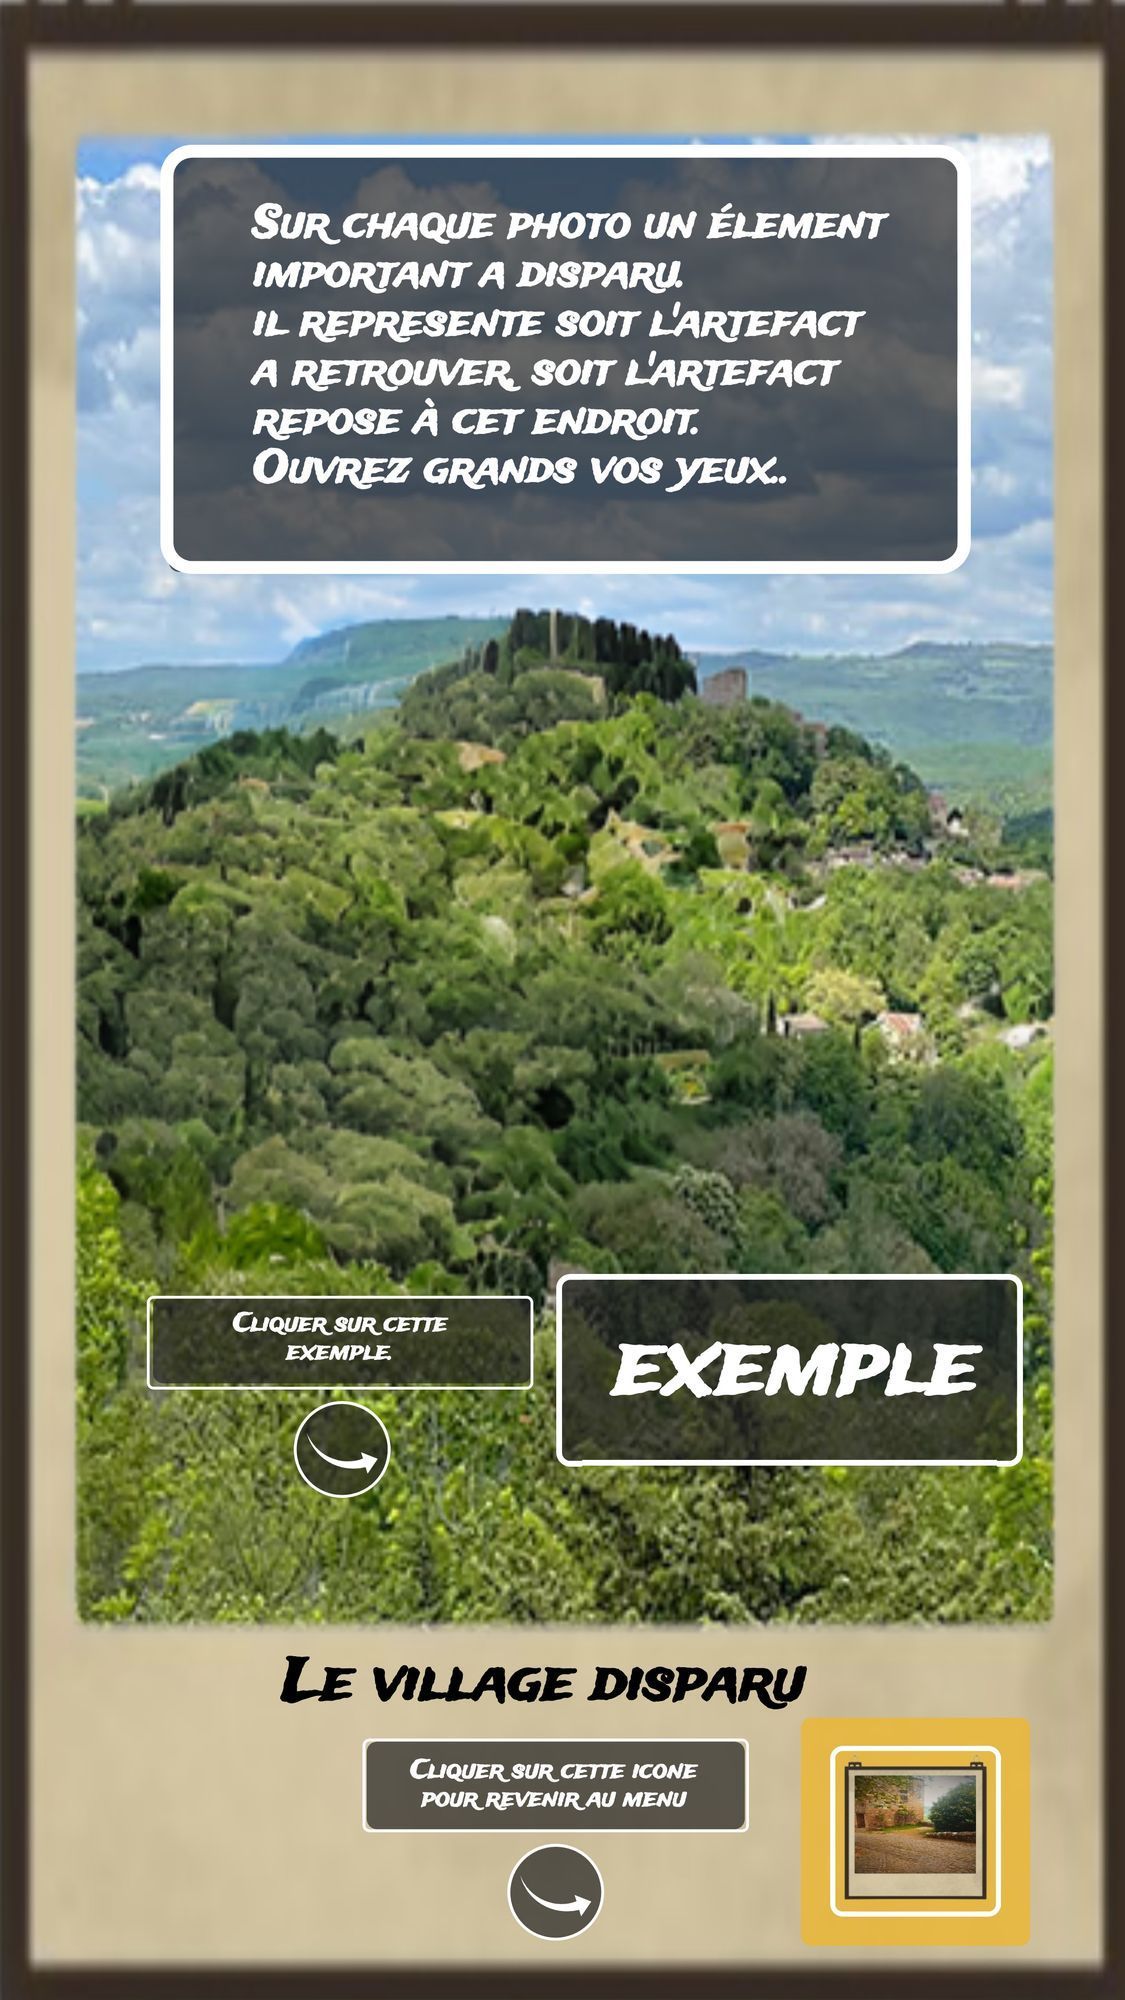 Sur chaque photo un élement
important a disparu.
il represente soit l'artefact
a retrouver, soit l'artefact
repose à cet endroit.
Ouvrez grands vos yeux..
Cliquer sur cette
exemple.
EXEMPLE
Le village disparu
Cliquer sur cette icone
pour revenir au menu